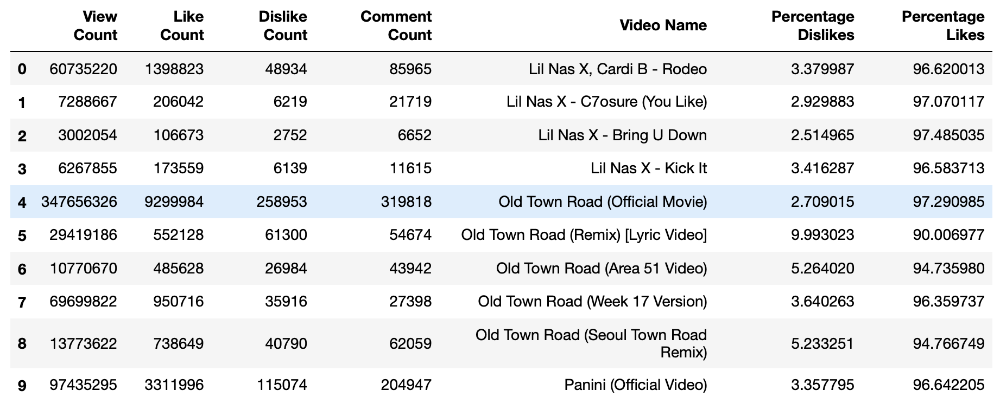 View Count Like Count Dislike Count Comment Count Video Name Percentage Dislikes Percentage Likes
0 60735220 1398823 48934 85965 Lil Nas X, Cardi B - Rodeo 3.379987 96.620013
1 7288667 206042 6219 21719 Lil Nas X - C7osure (You Like) 2.929883 97.070117
2 3002054 106673 2752 6652 Lil Nas X - Bring U Down 2.514965 97.485035
3 6267855 173559 6139 11615 Lil Nas X - Kick It 3.416287 96.583713
4 347656326 9299984 258953 319818 Old Town Road (Official Movie) 2.709015 97.290985
5 29419186 552128 61300 54674 Old Town Road (Remix) [Lyric Video] 9.993023 90.006977
6 10770670 485628 26984 43942 Old Town Road (Area 51 Video) 5.264020 94.735980
7 69699822 950716 35916 27398 Old Town Road (Week 17 Version) 3.640263 96.359737
8 13773622 738649 40790 62059 Old Town Road (Seoul Town Road Remix) 5.233251 94.766749
9 97435295 3311996 115074 204947 Panini (Official Video) 3.357795 96.642205